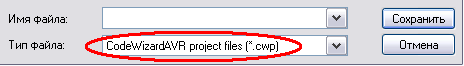 Имя файла: Сохранить
Тип файла: CodeWizardAVR project files (*.cwp) Отмена